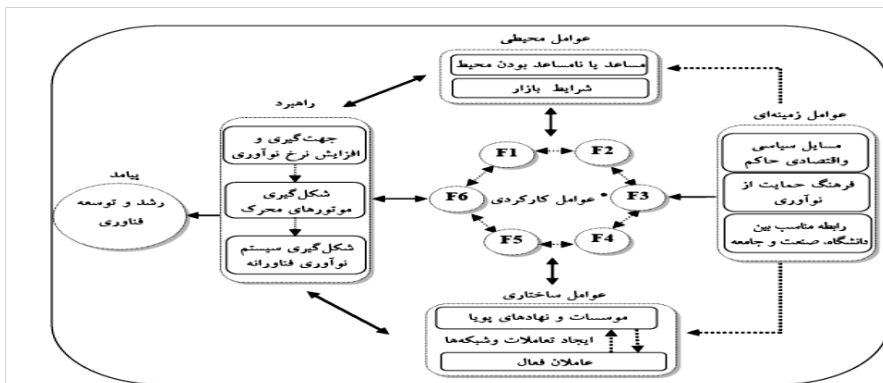 عوامل محیطی
مساعد یا نامساعد بودن محیط
شرایط بازار
عوامل زمینه‌ای
مسایل سیاسی
واقتصادی حاکم
فرهنگ حمایت از
نوآوری
رابطه مناسب بین
دانشگاه، صنعت و جامعه
راهبرد
جهت‌گیری و
افزایش نرخ نوآوری
شکل‌گیری
موتورهای محرک
شکل‌گیری سیستم
نوآوری فناورانه
پیامد
رشد و توسعه
فناوری
F1
F2
F3
F4
F5
F6
عوامل کارکردی
عوامل ساختاری
موسسات و نهادهای پویا
ایجاد تعاملات وشبکه‌ها
عاملان فعال